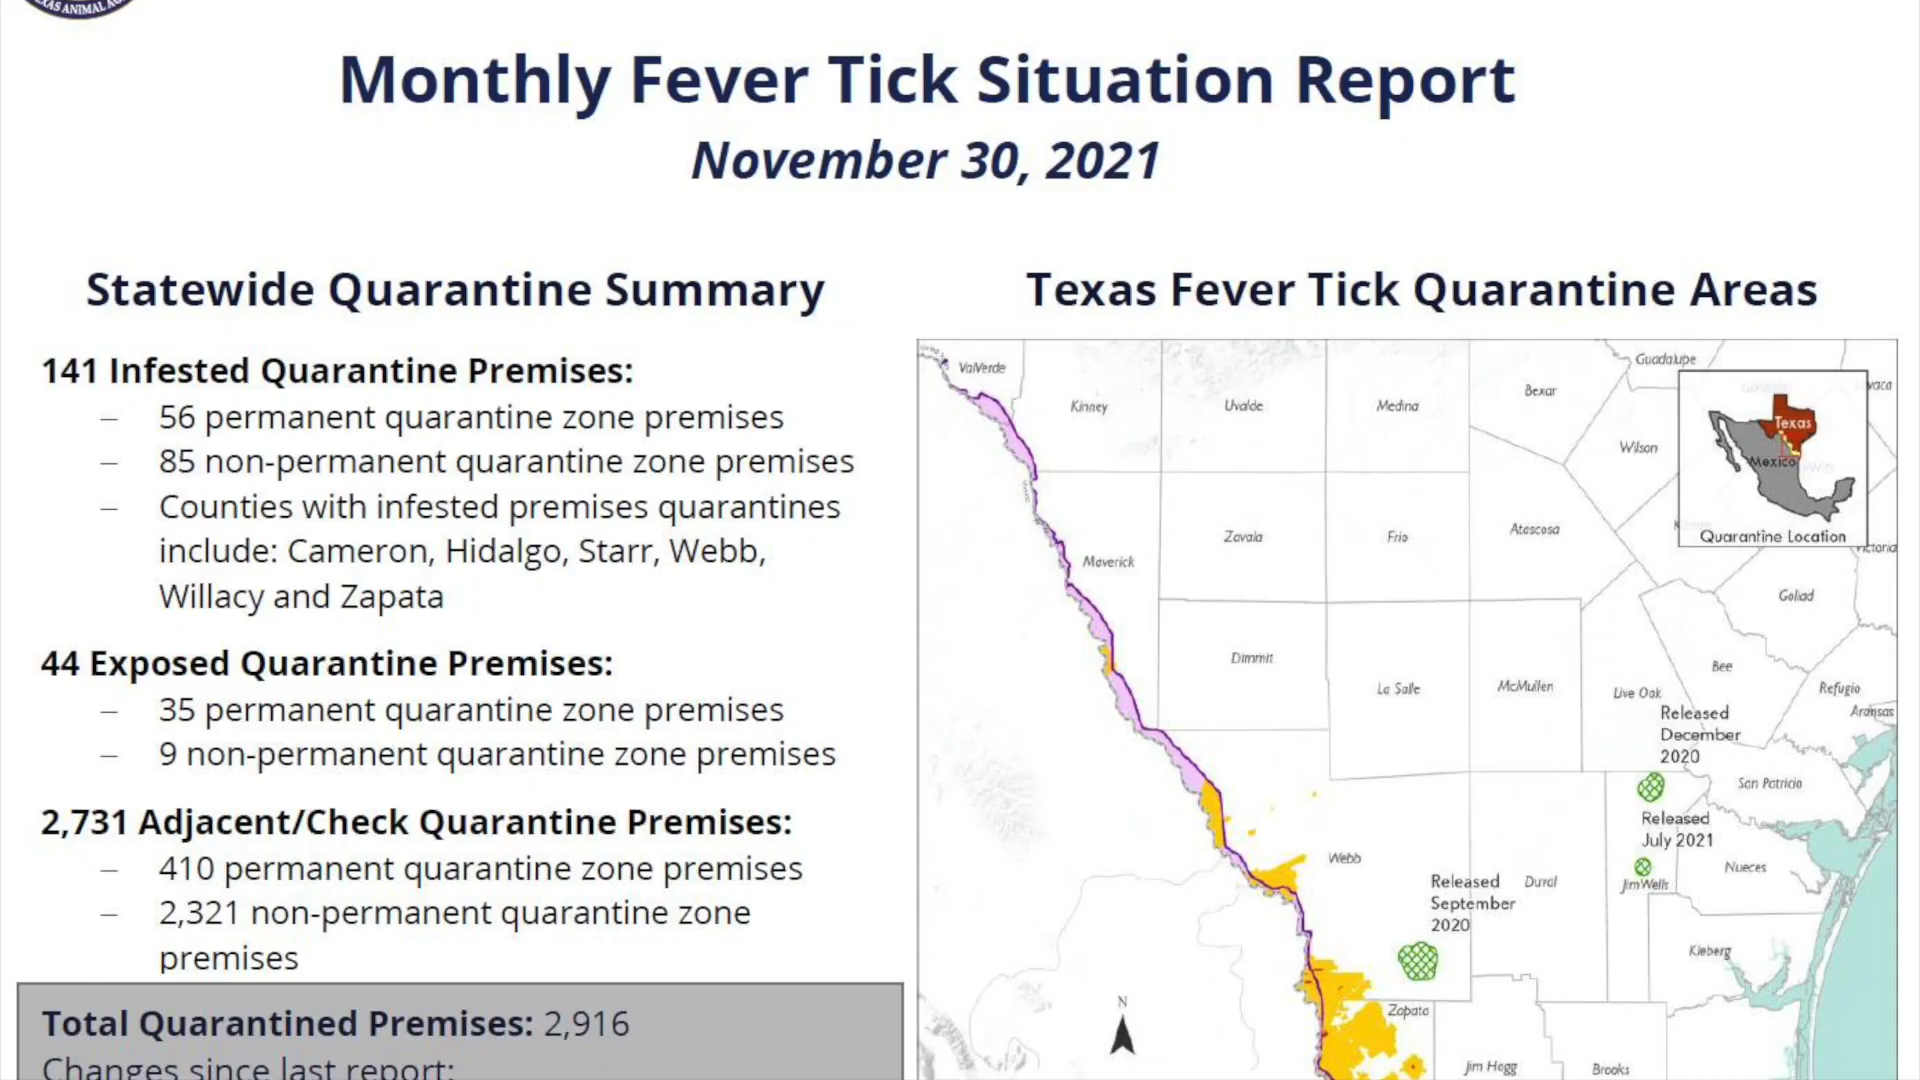 TEXAS ANIMAL
Monthly Fever Tick Situation Report
November 30, 2021
Statewide Quarantine Summary
141 Infested Quarantine Premises:
– 56 permanent quarantine zone premises
– 85 non-permanent quarantine zone premises
– Counties with infested premises quarantines
include: Cameron, Hidalgo, Starr, Webb,
Willacy and Zapata
44 Exposed Quarantine Premises:
– 35 permanent quarantine zone premises
– 9 non-permanent quarantine zone premises
2,731 Adjacent/Check Quarantine Premises:
– 410 permanent quarantine zone premises
– 2,321 non-permanent quarantine zone
premises
Total Quarantined Premises: 2,916
Changes since last report:
Texas Fever Tick Quarantine Areas
ValVerde
Kinney
Uvalde
Medina
Bexar
Guadalupe
Wilson
Texas
Mexico
Quarantine Location
Maverick
Zavala
Frio
Atascosa
Goliad
Dimmit
La Salle
McMullen
Live Oak
Bee
Refugio
Aransas
Released
December
2020
San Patricio
Released
July 2021
Webb
Duval
JimWells
Nueces
Released
September
2020
Kleberg
N
Zapata
Jim Hogg
Brooks